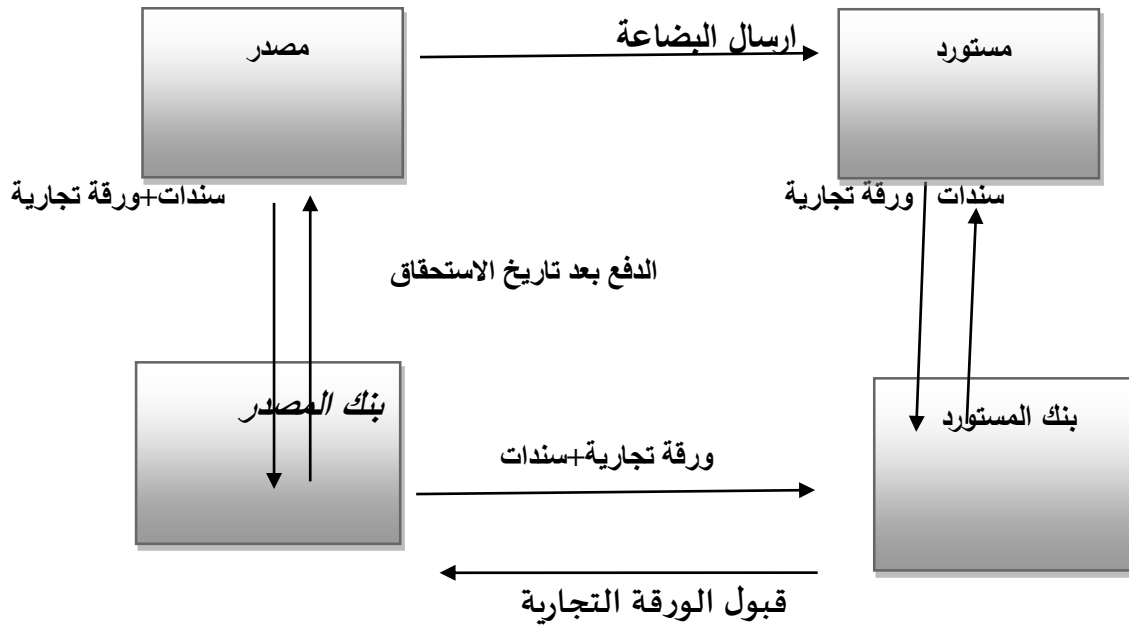 مصدر
ارسال البضاعة
مستورد
سندات+ورقة تجارية
سندات ورقة تجارية
الدفع بعد تاريخ الاستحقاق
بنك المصدر
بنك المستورد
ورقة تجارية+سندات
قبول الورقة التجارية